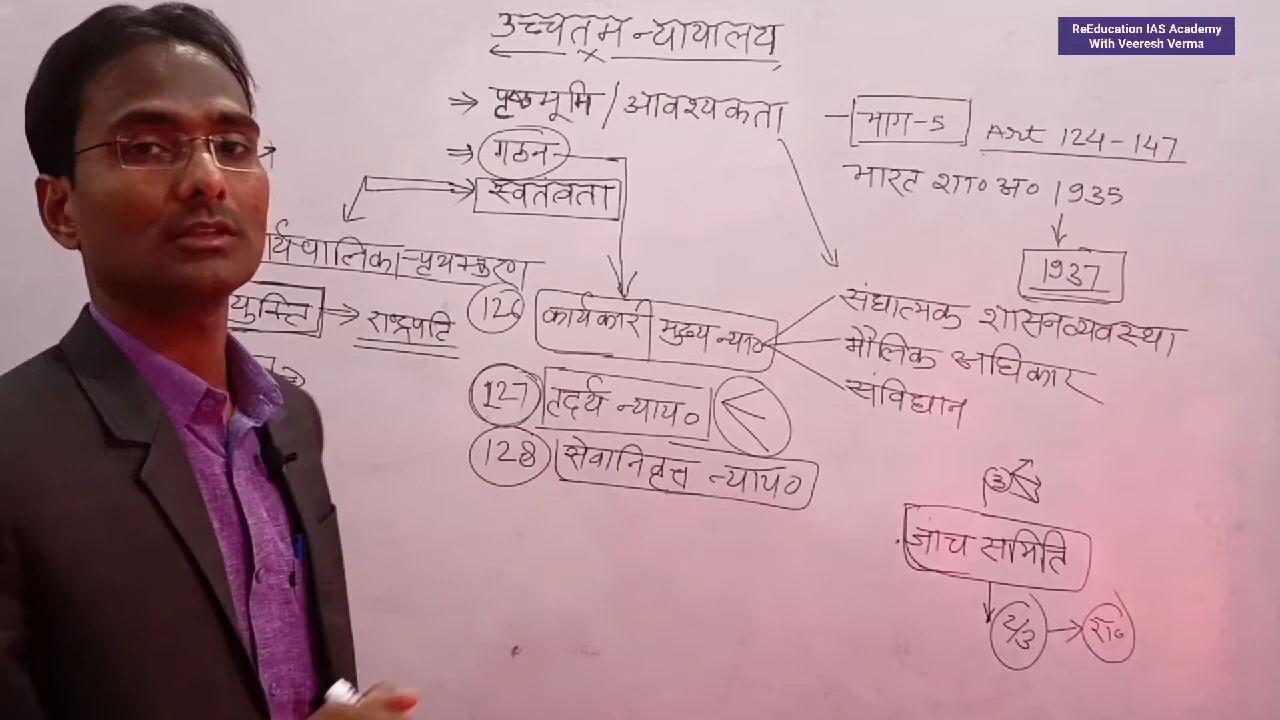 ReEducation IAS Academy
With Veeresh Verma
उच्चतम न्यायालय
⇒ पृष्ठभूमि / आवश्यकता
⇒ गठन
स्वतंत्रता
र्यपालिका-पृथक्करण
युक्ति → राष्ट्रपति
126 कार्यकारी मुख्य न्या०
127 तदर्थ न्याय०
128 सेवानिवृत्त न्याय०
भाग-5 Art 124-147
भारत शा० अ० 1935
1937
संघात्मक शासनव्यवस्था
मौलिक अधिकार
संविधान
3
जांच समिति
2/3 → रा०